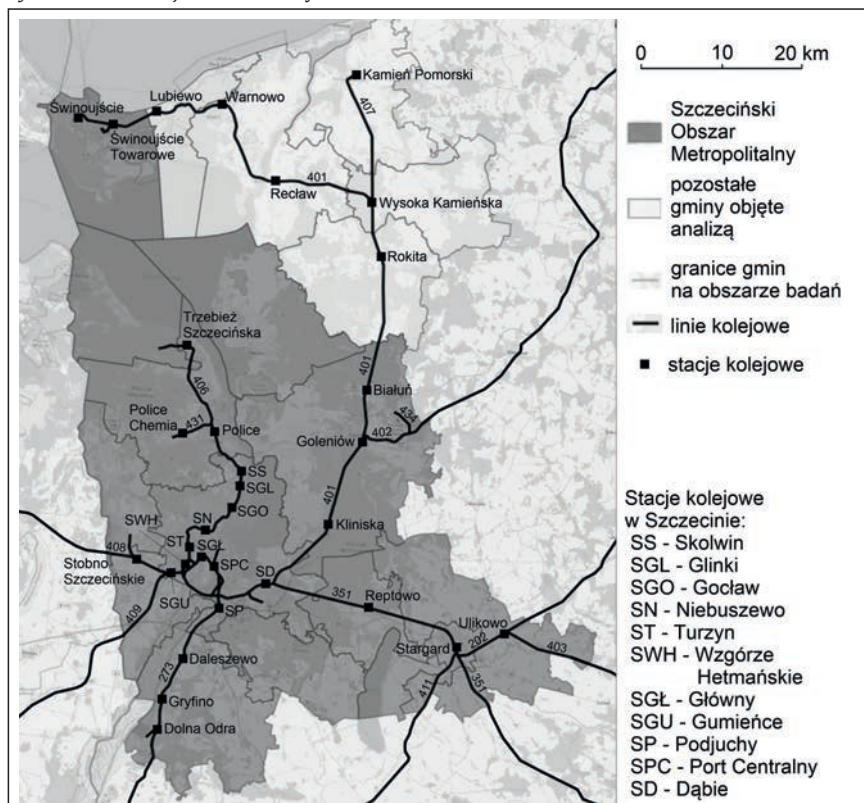 Kamień Pomorski
Lubiewo
Warnowo
Świnoujście
407
Świnoujście
Towarowe
401
Recław
Wysoka Kamieńska
Rokita
Trzebież
Szczecińska
406
401
Białuń
Police
Chemia
431
Police
434
Goleniów
402
SS
SGL
401
SGO
SWH
SN
Kliniska
ST
SGŁ
408
SPC
Stobno-
Szczecińskie
SD
351
SGU
SP
Reptowo
Ulikowo
409
Stargard
202
403
Daleszewo
273
411
351
Gryfino
Dolna Odra
0 20 km
Szczeciński
Obszar
Metropolitalny
pozostałe
gminy objęte
analizą
granice gmin
na obszarze badań
linie kolejowe
stacje kolejowe
Stacje kolejowe
w Szczecinie:
SS - Skolwin
SGL - Glinki
SGO - Gocław
SN - Niebuszewo
ST - Turzyn
SWH - Wzgórze
Hetmańskie
SGŁ - Główny
SGU - Gumieńce
SP - Podjuchy
SPC - Port Centralny
SD - Dąbie